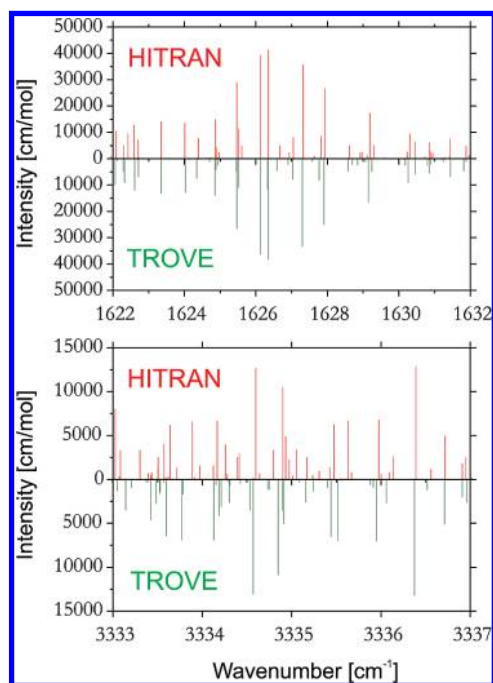 50000
40000
30000
20000
10000
0
10000
20000
30000
40000
50000
Intensity [cm/mol]
HITRAN
TROVE
1622 1624 1626 1628 1630 1632
15000
10000
5000
0
5000
10000
15000
Intensity [cm/mol]
HITRAN
TROVE
3333 3334 3335 3336 3337
Wavenumber [cm⁻¹]